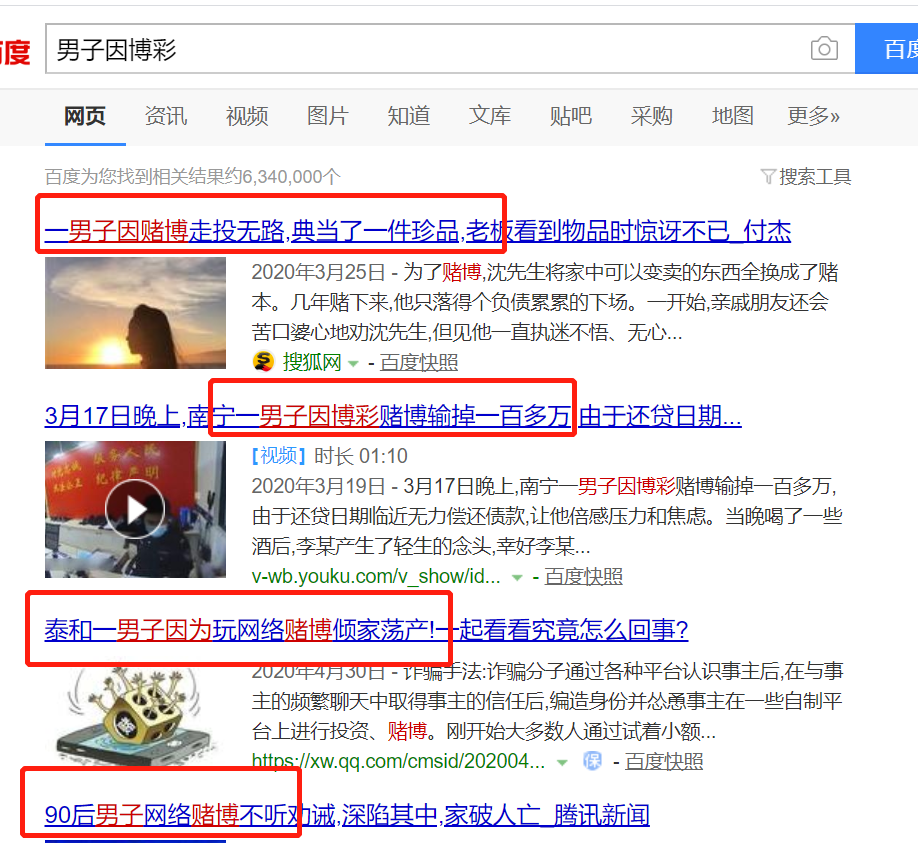 百度
男子因博彩
百度
网页 资讯 视频 图片 知道 文库 贴吧 采购 地图 更多»
百度为您找到相关结果约6,340,000个 搜索工具
一男子因赌博走投无路,典当了一件珍品,老板看到物品时惊讶不已_付杰
2020年3月25日 - 为了赌博,沈先生将家中可以变卖的东西全换成了赌
本。几年赌下来,他只落得个负债累累的下场。一开始,亲戚朋友还会
苦口婆心地劝沈先生,但见他一直执迷不悟、无心...
搜狐网 - 百度快照
3月17日晚上,南宁一男子因博彩赌博输掉一百多万,由于还贷日期...
【视频】时长 01:10
2020年3月19日 - 3月17日晚上,南宁一男子因博彩赌博输掉一百多万,
由于还贷日期临近无力偿还债款,让他倍感压力和焦虑。当晚喝了一些
酒后,李某产生了轻生的念头,幸好李某...
v-wb.youku.com/v_show/id... - 百度快照
泰和一男子因为玩网络赌博倾家荡产!一起看看究竟怎么回事?
2020年4月30日 - 诈骗手法:诈骗分子通过各种平台认识事主后,在与事
主的频繁聊天中取得事主的信任后,编造身份并怂恿事主在一些自制平
台上进行投资、赌博。刚开始大多数人通过试着小额...
https://xw.qq.com/cmsid/202004... 保 - 百度快照
90后男子网络赌博不听劝诫,深陷其中,家破人亡_腾讯新闻